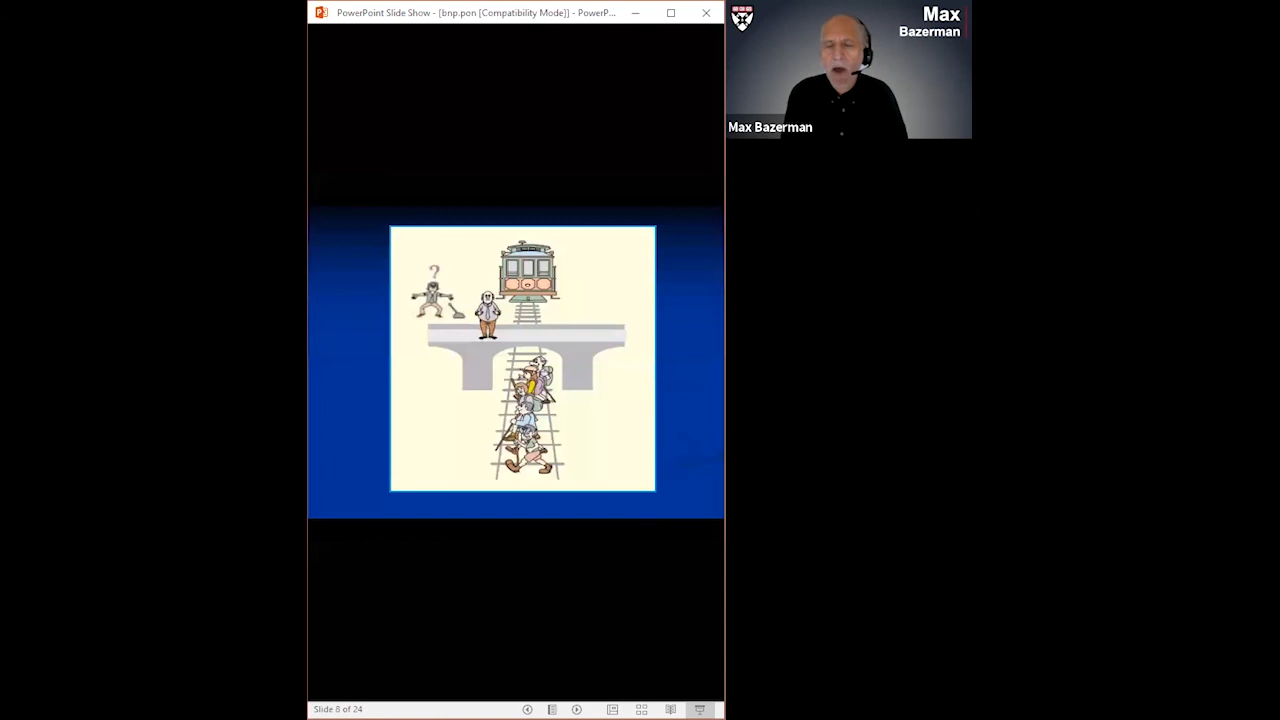 PowerPoint Slide Show - [bnp.pon [Compatibility Mode]] - PowerP...
Max
Bazerman
Max Bazerman
?
Slide 8 of 24